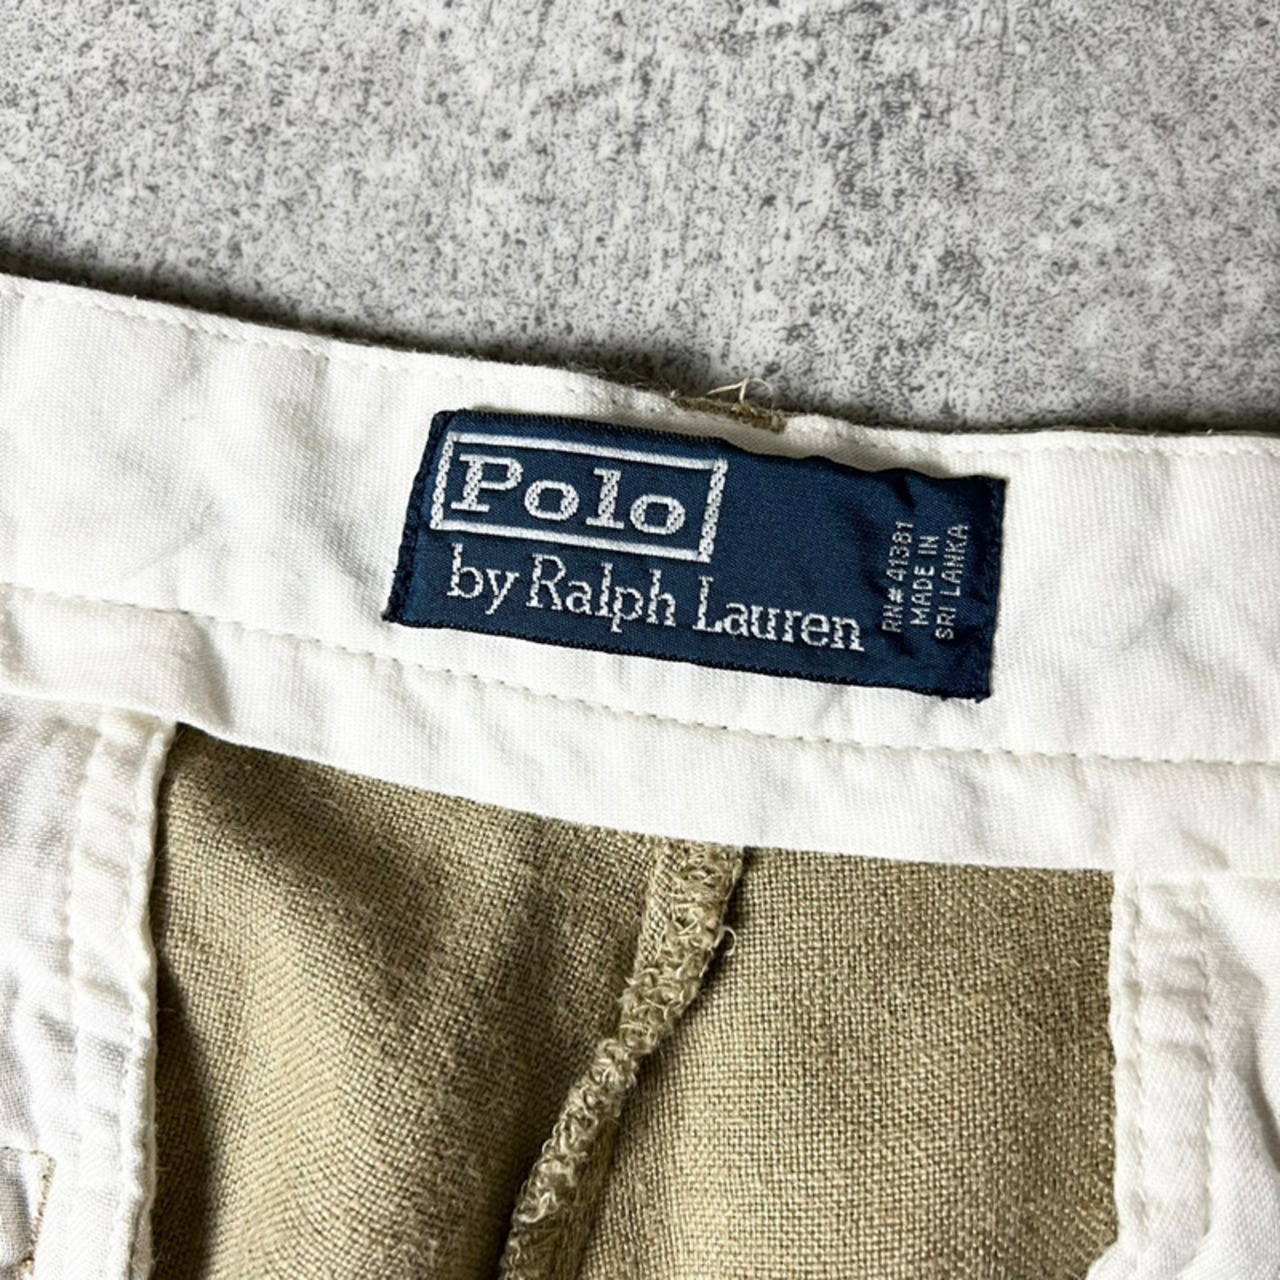 Polo
by Ralph Lauren
RN# 41381
MADE IN
SRI LANKA